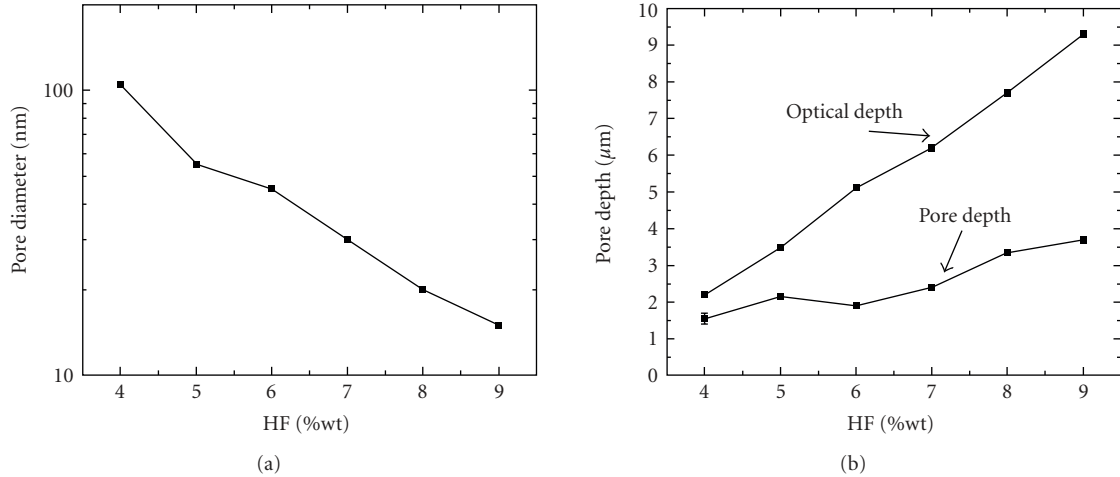 Pore diameter (nm)
100
10
4 5 6 7 8 9
HF (%wt)
(a)
Pore depth (μm)
10
9
8
7
6
5
4
3
2
1
0
Optical depth
Pore depth
4 5 6 7 8 9
HF (%wt)
(b)